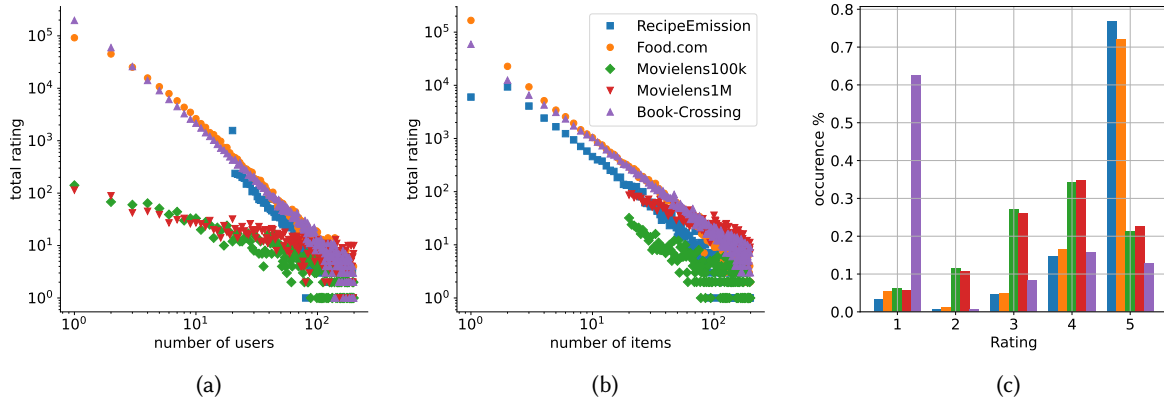 total rating
10^5
10^4
10^3
10^2
10^1
10^0
10^0
10^1
10^2
number of users
(a)
total rating
10^5
10^4
10^3
10^2
10^1
10^0
10^0
10^1
10^2
number of items
RecipeEmission
Food.com
Movielens100k
Movielens1M
Book-Crossing
(b)
occurence %
0.8
0.7
0.6
0.5
0.4
0.3
0.2
0.1
0.0
1 2 3 4 5
Rating
(c)